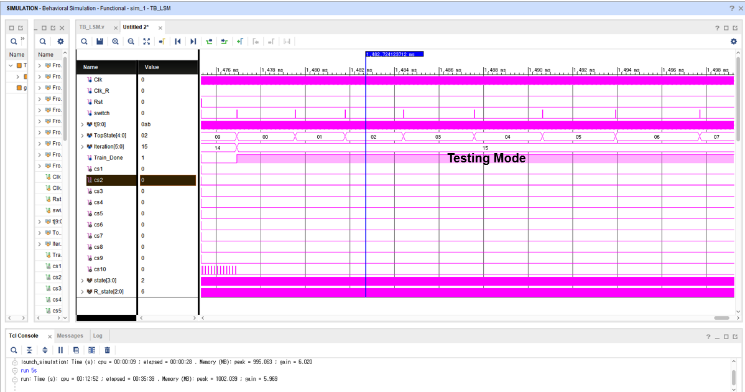 SIMULATION - Behavioral Simulation - Functional - sim_1 - TB_LSM
TB_LSM.v × Untitled 2* ×
Name
Name
Name Value
1,482.724123712 ms
1,476 ms 1,478 ms 1,480 ms 1,482 ms 1,484 ms 1,486 ms 1,488 ms 1,490 ms 1,492 ms 1,494 ms 1,496 ms 1,498 ms
Clk 0
Clk_R 0
Rst 0
switch 0
t[9:0] 0ab
TopState[4:0] 02
00 00 01 02 03 04 05 06 07
Iteration[5:0] 15
14 15
Train_Done 1
Testing Mode
cs1 0
cs2 0
cs3 0
cs4 0
cs5 0
cs6 0
cs7 0
cs8 0
cs9 0
cs10 0
state[3:0] 2
R_state[2:0] 6
Fro.
Fro.
Fro.
Fro.
Fro.
Fro.
Fro.
Fro.
Fro.
Fro.
Clk
Clk.
Rst
swi.
t[9:0
To..
Iter.
Tra.
cs1
cs2
cs3
cs4
cs5
Tcl Console × Messages Log
launch_simulation: Time (s): cpu = 00:00:09 ; elapsed = 00:00:28 . Memory (MB): peak = 995.063 ; gain = 6.020
run 5s
run: Time (s): cpu = 00:12:52 ; elapsed = 00:35:35 . Memory (MB): peak = 1002.039 ; gain = 5.969